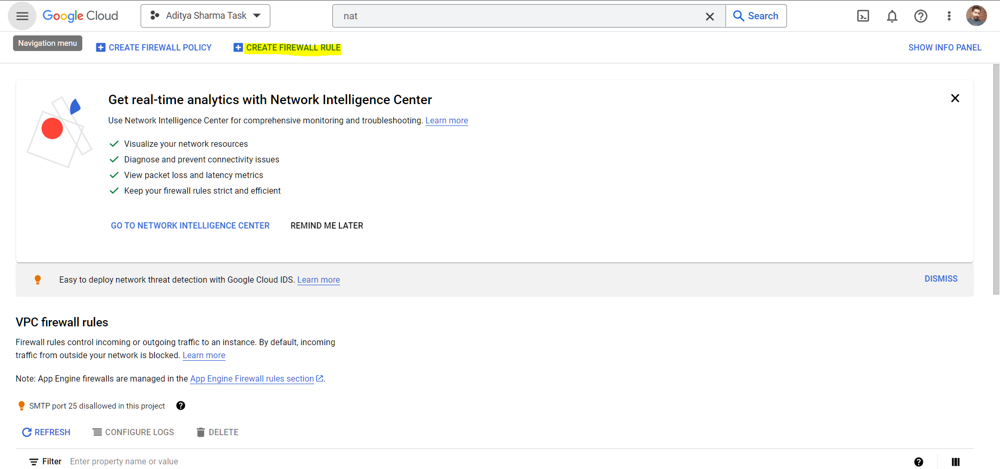 Google Cloud
Aditya Sharma Task
nat
Search
Navigation menu
CREATE FIREWALL POLICY
CREATE FIREWALL RULE
SHOW INFO PANEL
Get real-time analytics with Network Intelligence Center
Use Network Intelligence Center for comprehensive monitoring and troubleshooting. Learn more
Visualize your network resources
Diagnose and prevent connectivity issues
View packet loss and latency metrics
Keep your firewall rules strict and efficient
GO TO NETWORK INTELLIGENCE CENTER
REMIND ME LATER
Easy to deploy network threat detection with Google Cloud IDS. Learn more
DISMISS
VPC firewall rules
Firewall rules control incoming or outgoing traffic to an instance. By default, incoming
traffic from outside your network is blocked. Learn more
Note: App Engine firewalls are managed in the App Engine Firewall rules section.
SMTP port 25 disallowed in this project
REFRESH
CONFIGURE LOGS
DELETE
Filter
Enter property name or value